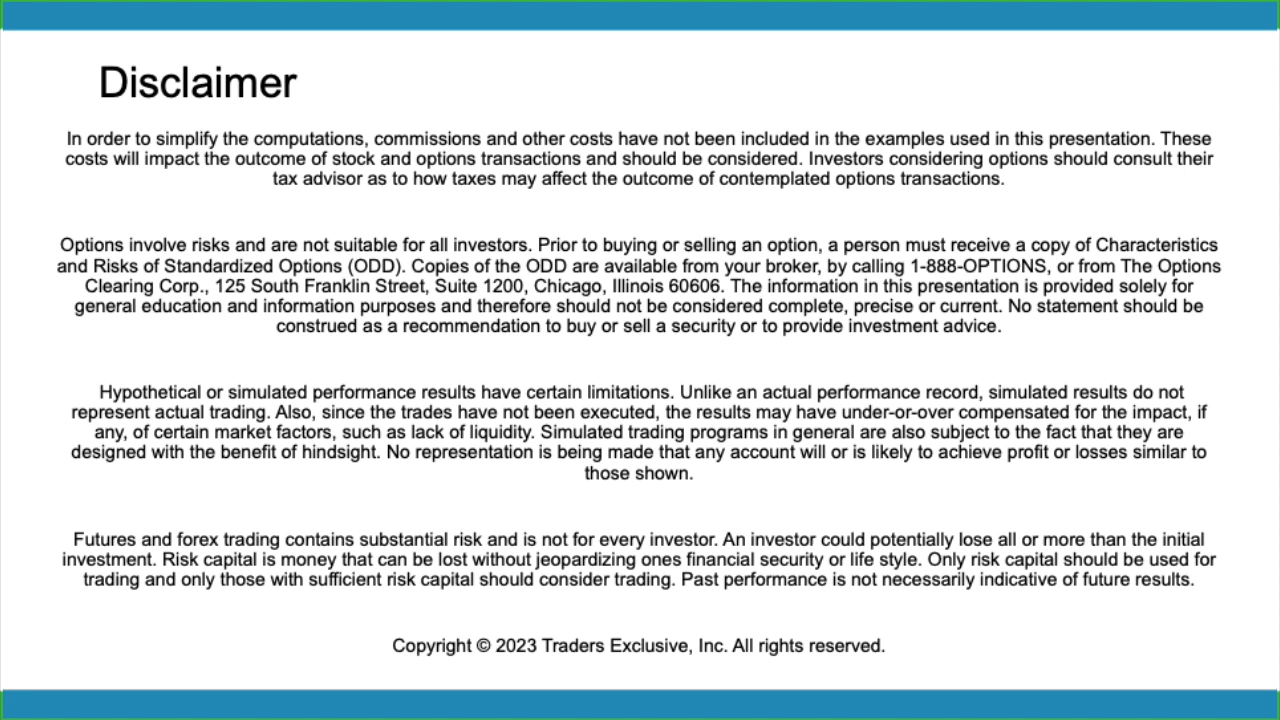 Disclaimer
In order to simplify the computations, commissions and other costs have not been included in the examples used in this presentation. These
costs will impact the outcome of stock and options transactions and should be considered. Investors considering options should consult their
tax advisor as to how taxes may affect the outcome of contemplated options transactions.
Options involve risks and are not suitable for all investors. Prior to buying or selling an option, a person must receive a copy of Characteristics
and Risks of Standardized Options (ODD). Copies of the ODD are available from your broker, by calling 1-888-OPTIONS, or from The Options
Clearing Corp., 125 South Franklin Street, Suite 1200, Chicago, Illinois 60606. The information in this presentation is provided solely for
general education and information purposes and therefore should not be considered complete, precise or current. No statement should be
construed as a recommendation to buy or sell a security or to provide investment advice.
Hypothetical or simulated performance results have certain limitations. Unlike an actual performance record, simulated results do not
represent actual trading. Also, since the trades have not been executed, the results may have under-or-over compensated for the impact, if
any, of certain market factors, such as lack of liquidity. Simulated trading programs in general are also subject to the fact that they are
designed with the benefit of hindsight. No representation is being made that any account will or is likely to achieve profit or losses similar to
those shown.
Futures and forex trading contains substantial risk and is not for every investor. An investor could potentially lose all or more than the initial
investment. Risk capital is money that can be lost without jeopardizing ones financial security or life style. Only risk capital should be used for
trading and only those with sufficient risk capital should consider trading. Past performance is not necessarily indicative of future results.
Copyright © 2023 Traders Exclusive, Inc. All rights reserved.